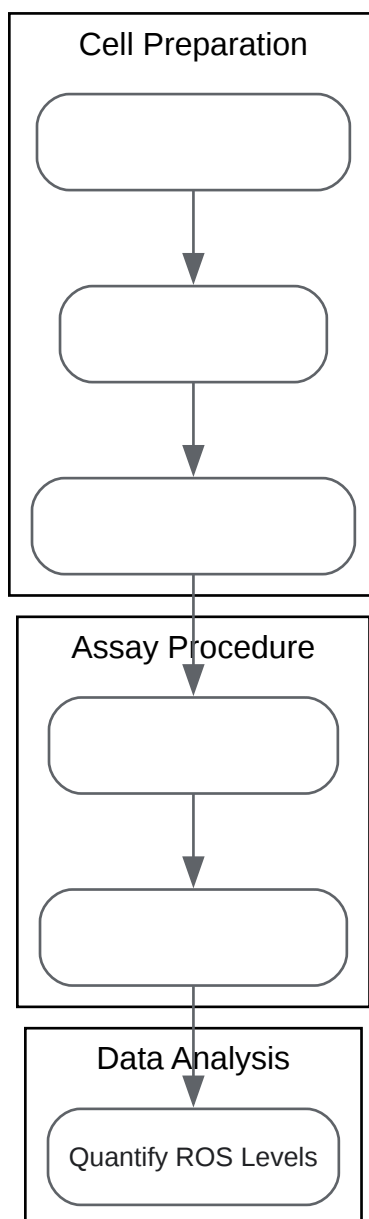 Cell Preparation
Assay Procedure
Data Analysis
Quantify ROS Levels